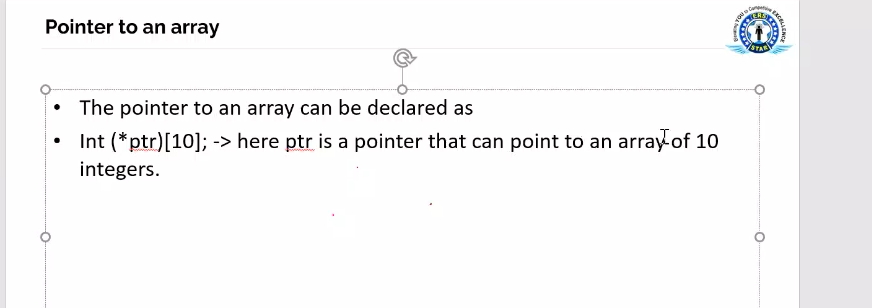 Pointer to an array
• The pointer to an array can be declared as
• Int (*ptr)[10]; -> here ptr is a pointer that can point to an array of 10
integers.
STAR